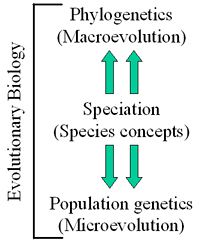 Evolutionary Biology
Phylogenetics
(Macroevolution)
Speciation
(Species concepts)
Population genetics
(Microevolution)